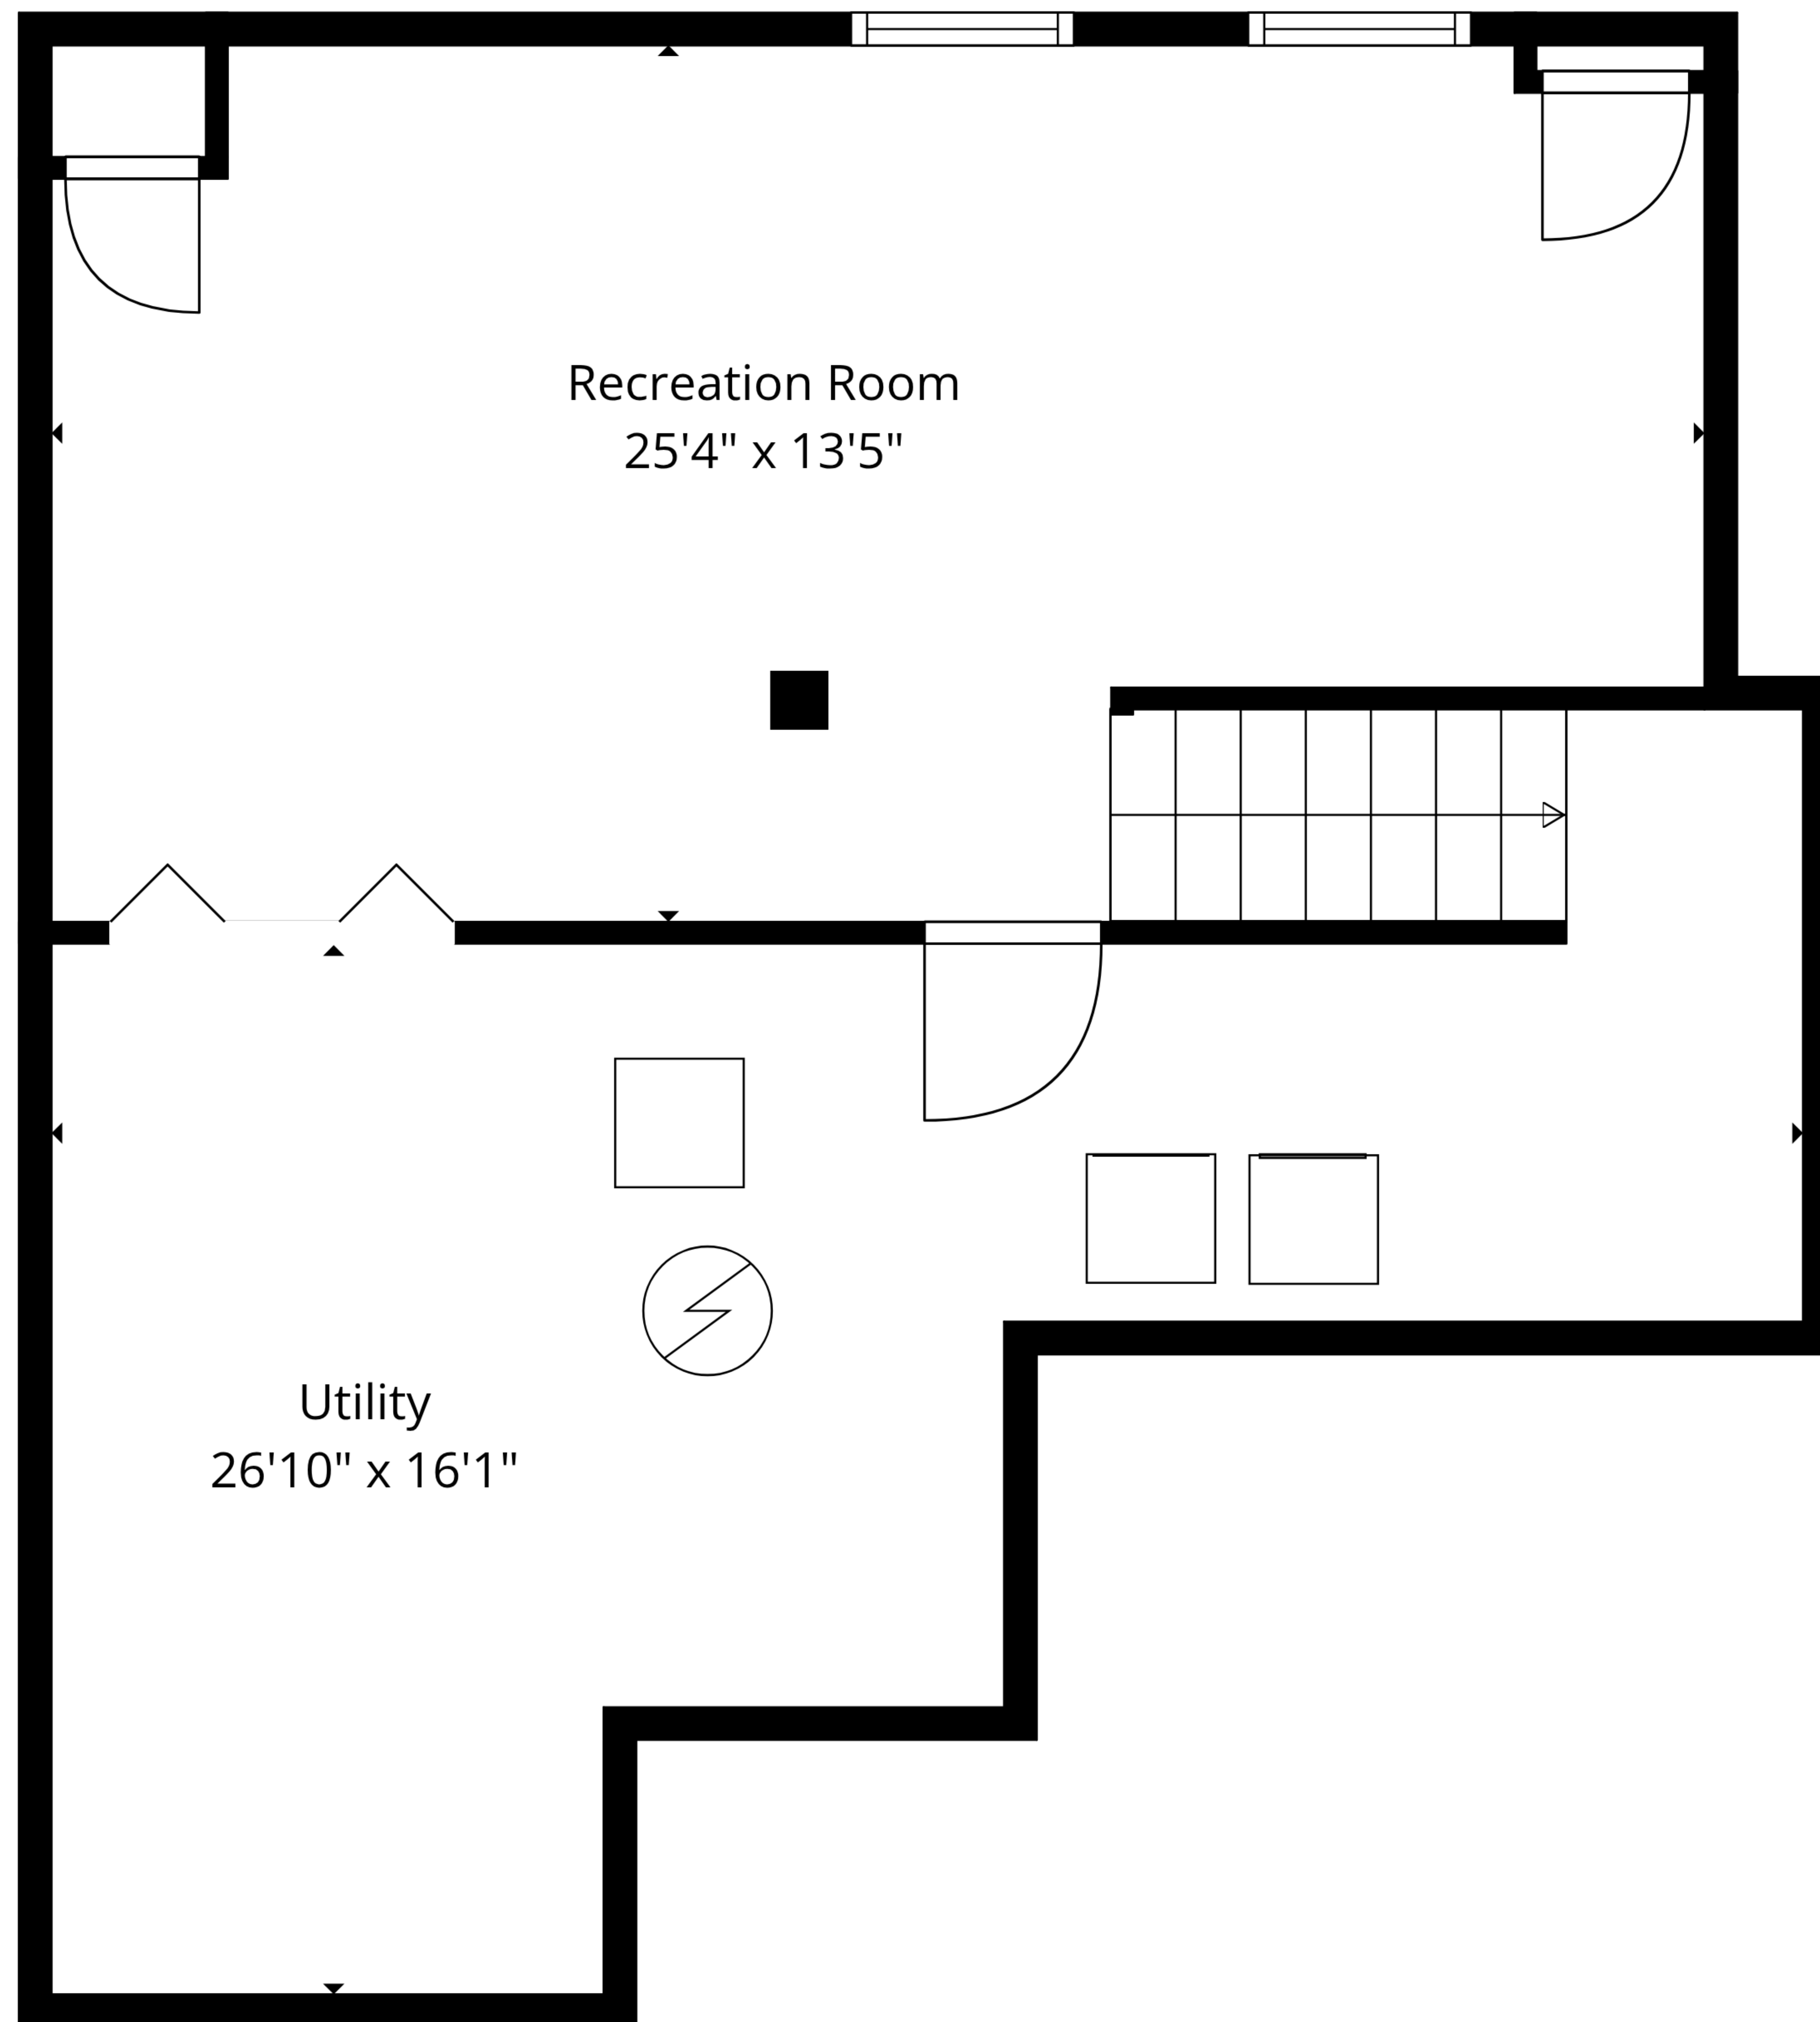 Recreation Room
25'4" x 13'5"
Utility
26'10" x 16'1"